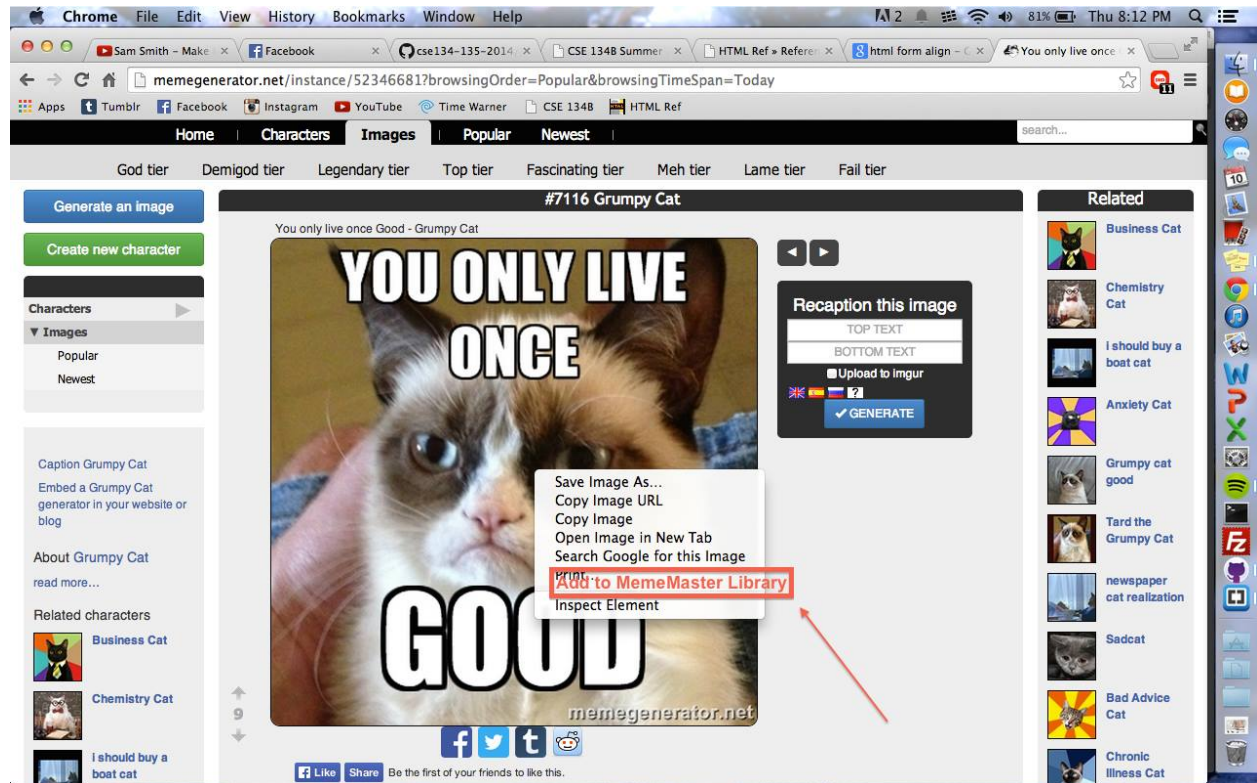 Chrome File Edit View History Bookmarks Window Help
2 81% Thu 8:12 PM
Sam Smith - Make
Facebook
cse134-135-201
CSE 134B Summer
HTML Ref » Referen
html form align - G
You only live once
memegenerator.net/instance/52346681?browsingOrder=Popular&browsingTimeSpan=Today
11
Apps Tumblr Facebook Instagram YouTube Time Warner CSE 134B HTML Ref
10
Home Characters Images Popular Newest
search...
God tier Demigod tier Legendary tier Top tier Fascinating tier Meh tier Lame tier Fail tier
Generate an image
Create new character
Characters
▼ Images
Popular
Newest
Caption Grumpy Cat
Embed a Grumpy Cat
generator in your website or
blog
About Grumpy Cat
read more...
Related characters
Business Cat
Chemistry Cat
i should buy a
boat cat
#7116 Grumpy Cat
You only live once Good - Grumpy Cat
YOU ONLY LIVE
ONCE
GOOD
memegenerator.net
Save Image As...
Copy Image URL
Copy Image
Open Image in New Tab
Search Google for this Image
Print...
Add to MemeMaster Library
Inspect Element
9
Like Share Be the first of your friends to like this.
Recaption this image
TOP TEXT
BOTTOM TEXT
Upload to imgur
?
✔ GENERATE
Related
Business Cat
Chemistry
Cat
i should buy a
boat cat
Anxiety Cat
Grumpy cat
good
Tard the
Grumpy Cat
newspaper
cat realization
Sadcat
Bad Advice
Cat
Chronic
Illness Cat